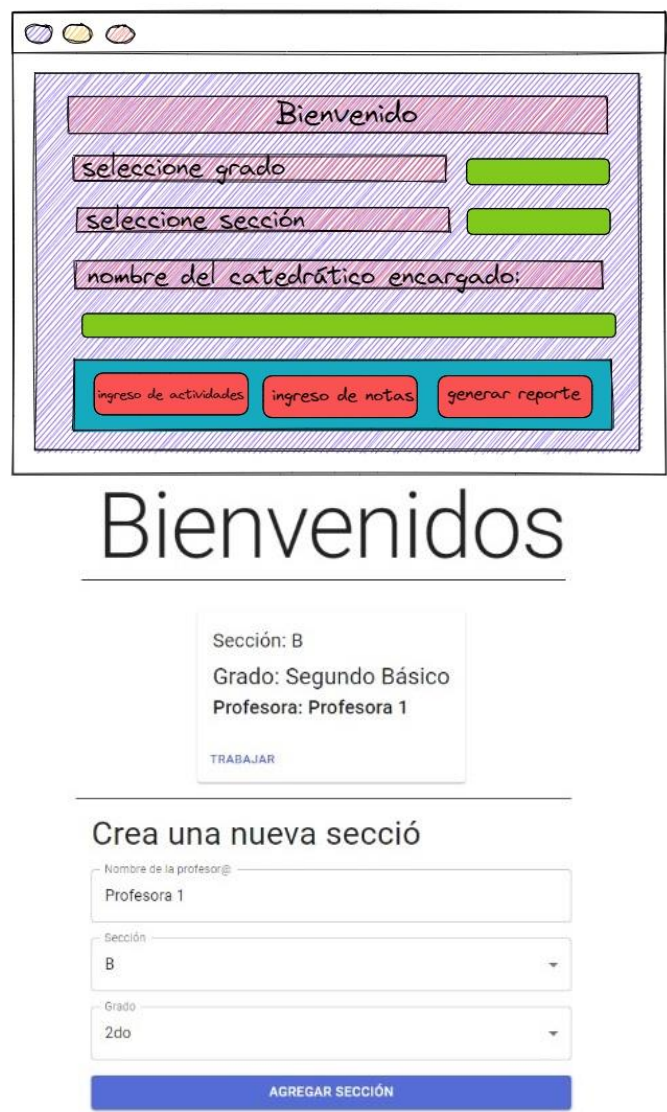 Bienvenido
seleccione grado
seleccione sección
nombre del catedrático encargado:
ingreso de actividades ingreso de notas generar reporte
Bienvenidos
Sección: B
Grado: Segundo Básico
Profesora: Profesora 1
TRABAJAR
Crea una nueva secció
Nombre de la profesor@
Profesora 1
Sección
B
Grado
2do
AGREGAR SECCIÓN